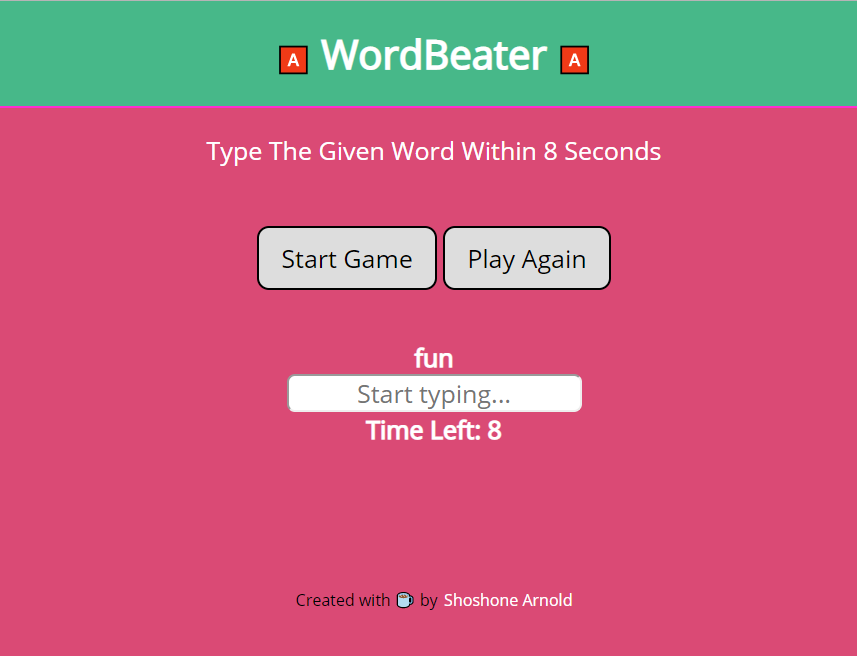 🅰 WordBeater 🅰
Type The Given Word Within 8 Seconds
Start Game Play Again
fun
Start typing...
Time Left: 8
Created with ☕ by Shoshone Arnold